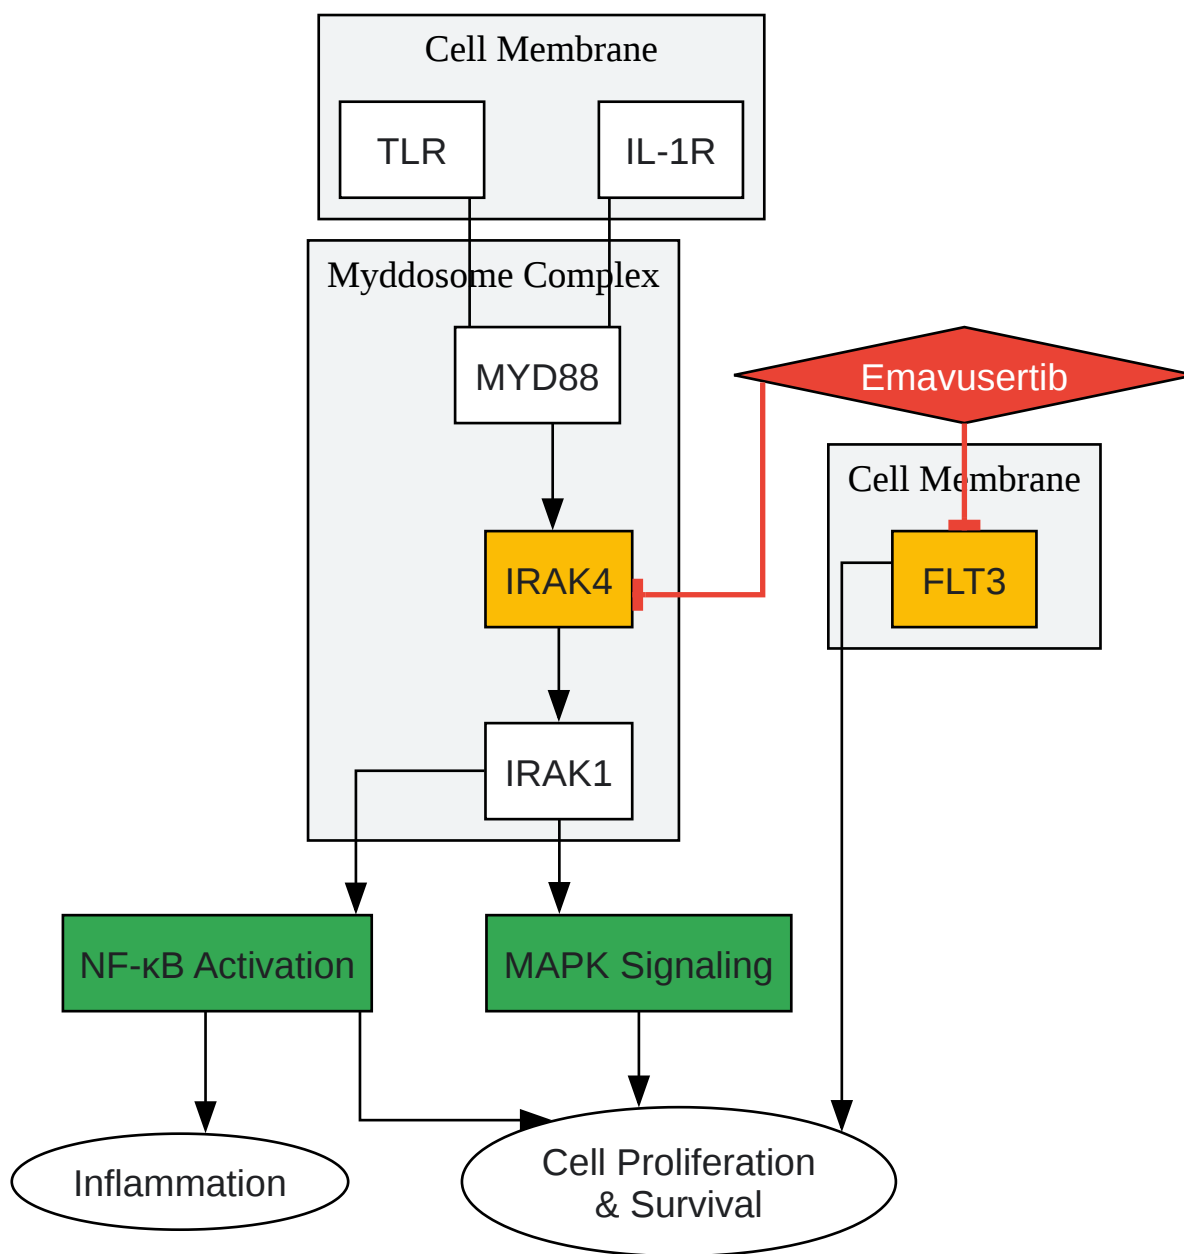 Cell Membrane
TLR
IL-1R
Myddosome Complex
MYD88
Emavusertib
Cell Membrane
IRAK4
FLT3
IRAK1
NF-κB Activation
MAPK Signaling
Inflammation
Cell Proliferation
& Survival